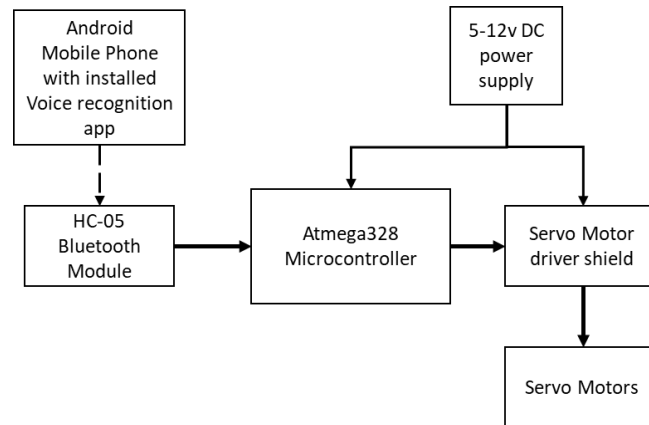 Android
Mobile Phone
with installed
Voice recognition
app
5-12v DC
power
supply
HC-05
Bluetooth
Module
Atmega328
Microcontroller
Servo Motor
driver shield
Servo Motors